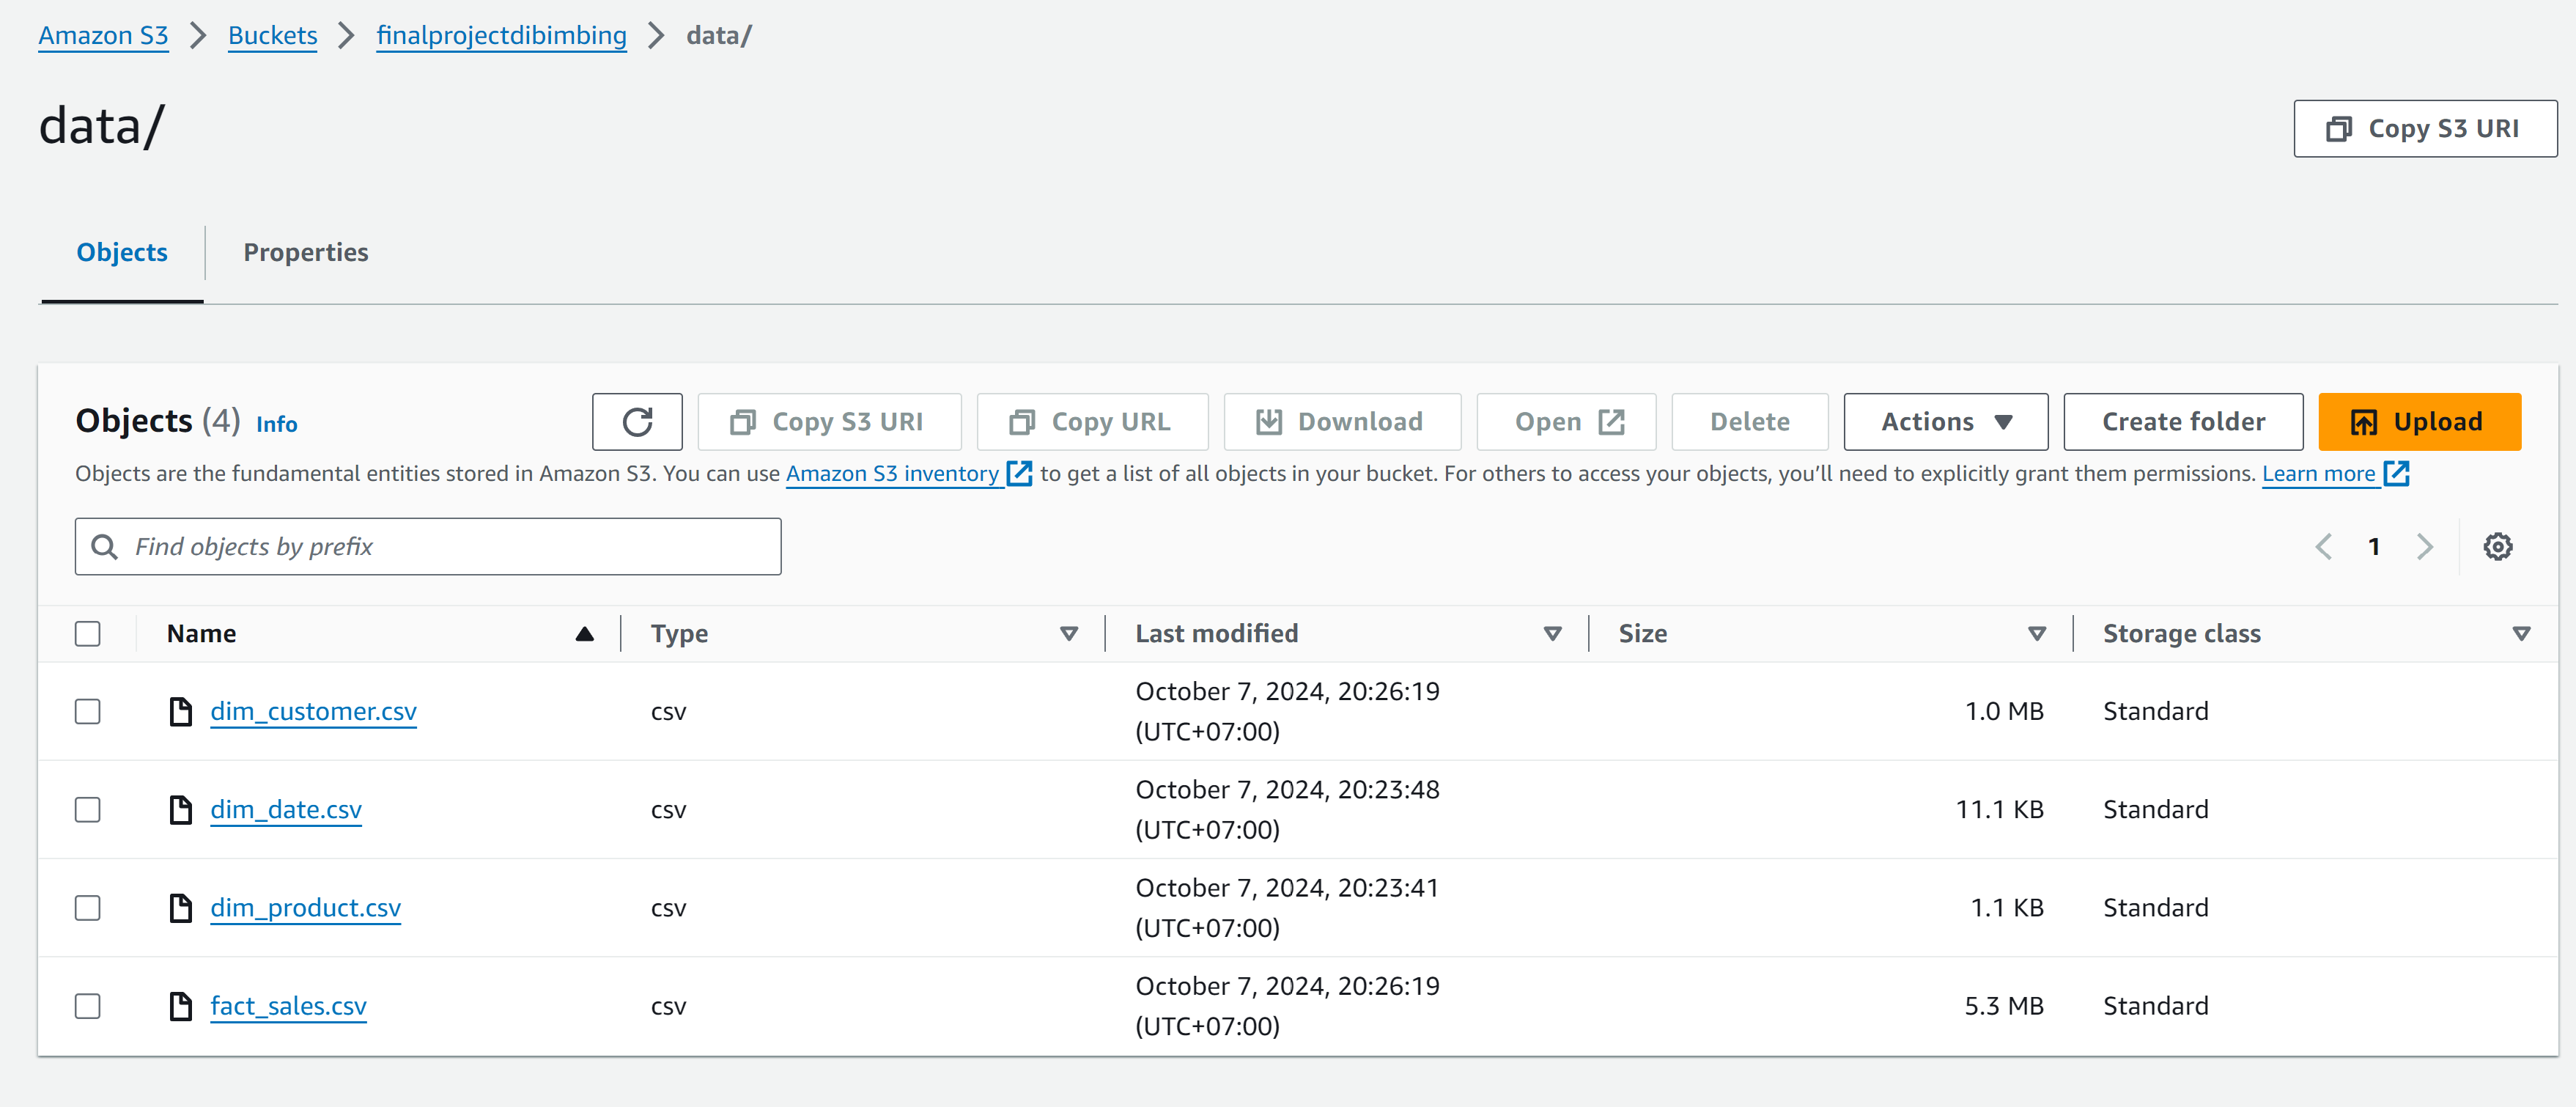 Amazon S3 > Buckets > finalprojectdibimbing > data/
data/
Copy S3 URI
Objects Properties
Objects (4) Info Copy S3 URI Copy URL Download Open Delete Actions Create folder Upload
Objects are the fundamental entities stored in Amazon S3. You can use Amazon S3 inventory to get a list of all objects in your bucket. For others to access your objects, you’ll need to explicitly grant them permissions. Learn more
Find objects by prefix 1
Name Type Last modified Size Storage class
dim_customer.csv csv October 7, 2024, 20:26:19 (UTC+07:00) 1.0 MB Standard
dim_date.csv csv October 7, 2024, 20:23:48 (UTC+07:00) 11.1 KB Standard
dim_product.csv csv October 7, 2024, 20:23:41 (UTC+07:00) 1.1 KB Standard
fact_sales.csv csv October 7, 2024, 20:26:19 (UTC+07:00) 5.3 MB Standard